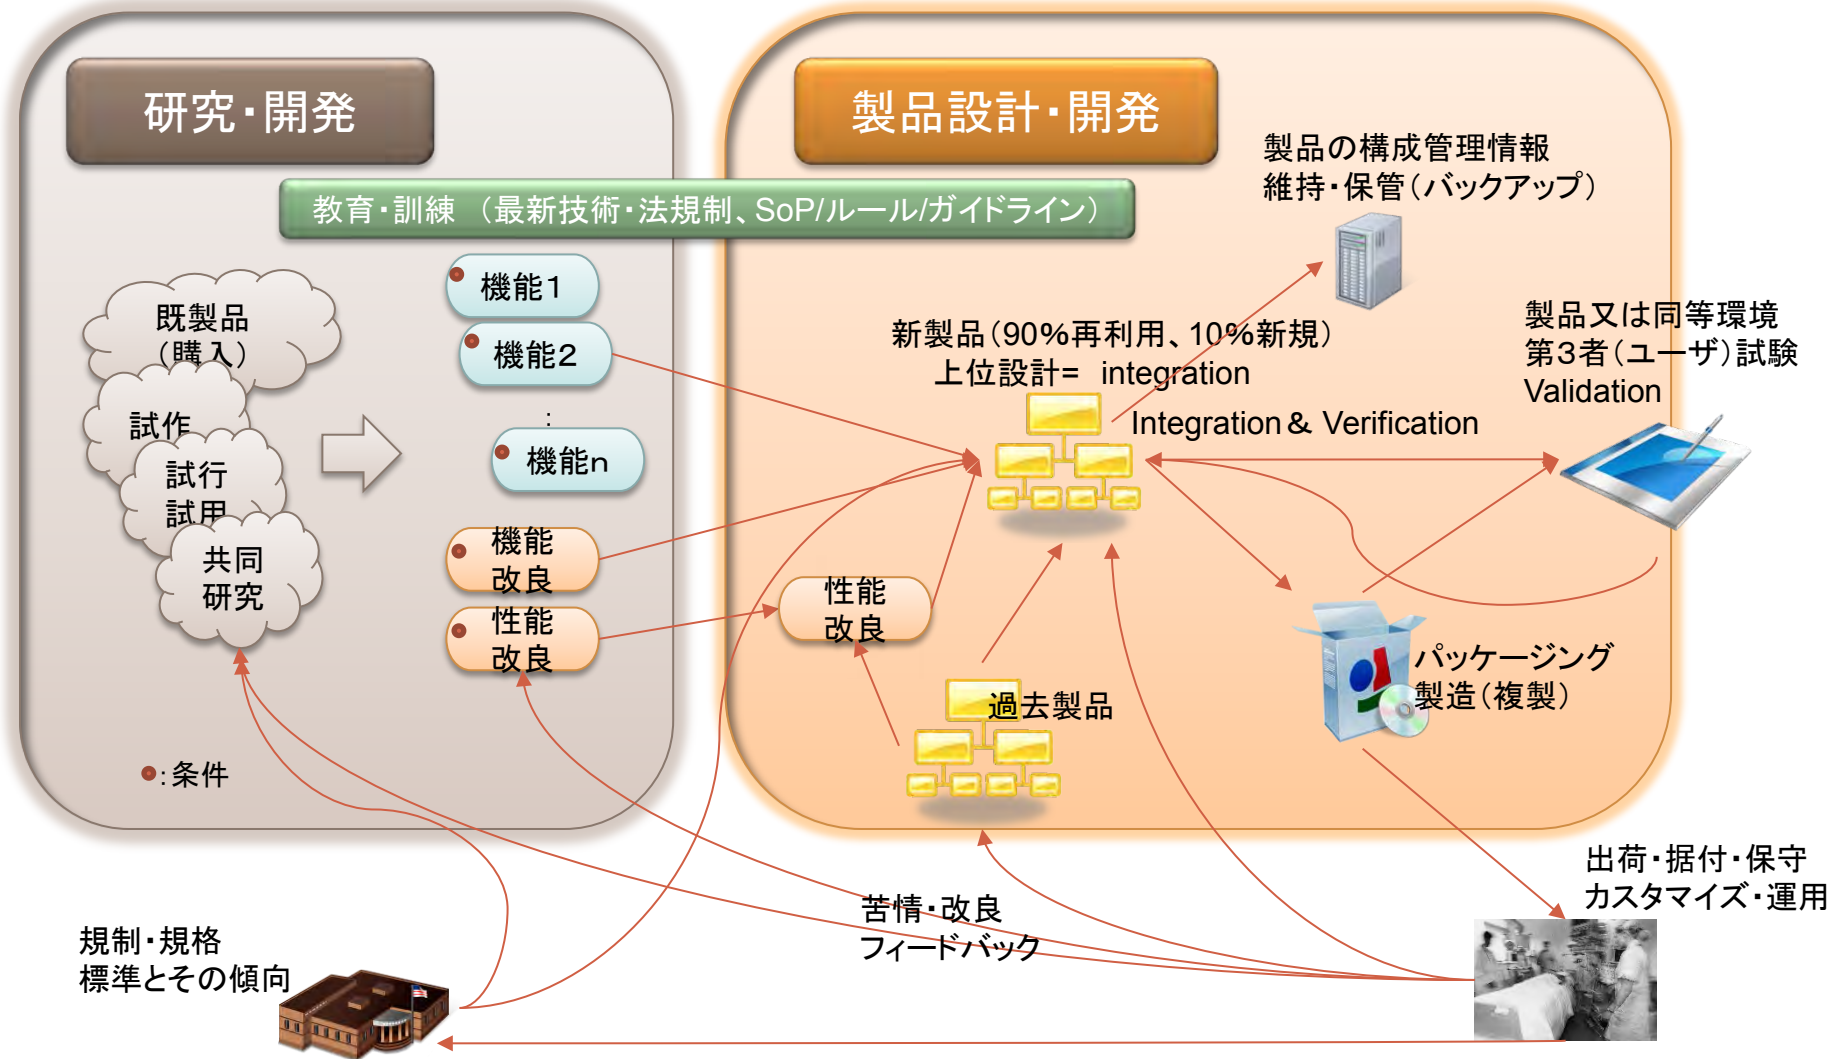 研究・開発
製品設計・開発
製品の構成管理情報
維持・保管（バックアップ）
教育・訓練　（最新技術・法規制、SoP/ルール/ガイドライン）
既製品
（購入）
試作
試行
試用
共同
研究
機能１
機能２
:
機能n
機能
改良
性能
改良
●:条件
新製品（90%再利用、10%新規）
上位設計=　integration
Integration＆ Verification
製品又は同等環境
第３者（ユーザ）試験
Validation
性能
改良
過去製品
パッケージング
製造（複製）
出荷・据付・保守
カスタマイズ・運用
苦情・改良
フィードバック
規制・規格
標準とその傾向